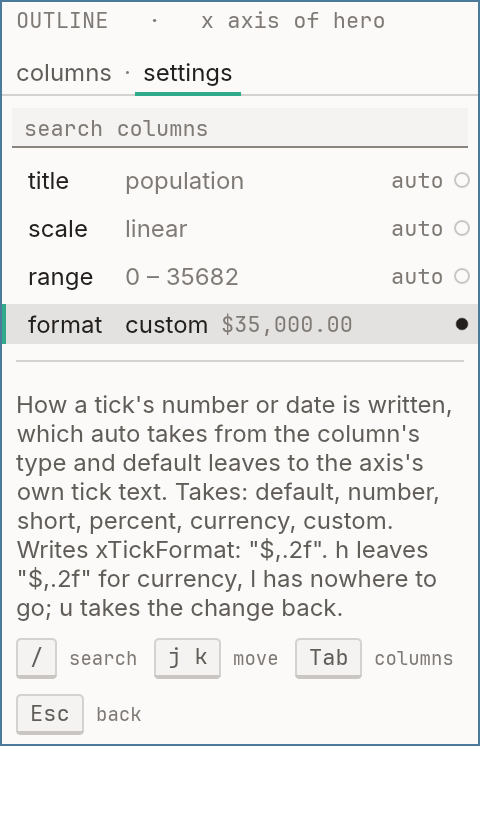 OUTLINE · x axis of hero
columns · settings
search columns
title population auto
scale linear auto
range 0 – 35682 auto
format custom $35,000.00
How a tick's number or date is written,
which auto takes from the column's
type and default leaves to the axis's
own tick text. Takes: default, number,
short, percent, currency, custom.
Writes xTickFormat: "$,.2f". h leaves
"$,.2f" for currency, l has nowhere to
go; u takes the change back.
/ search j k move Tab columns
Esc back